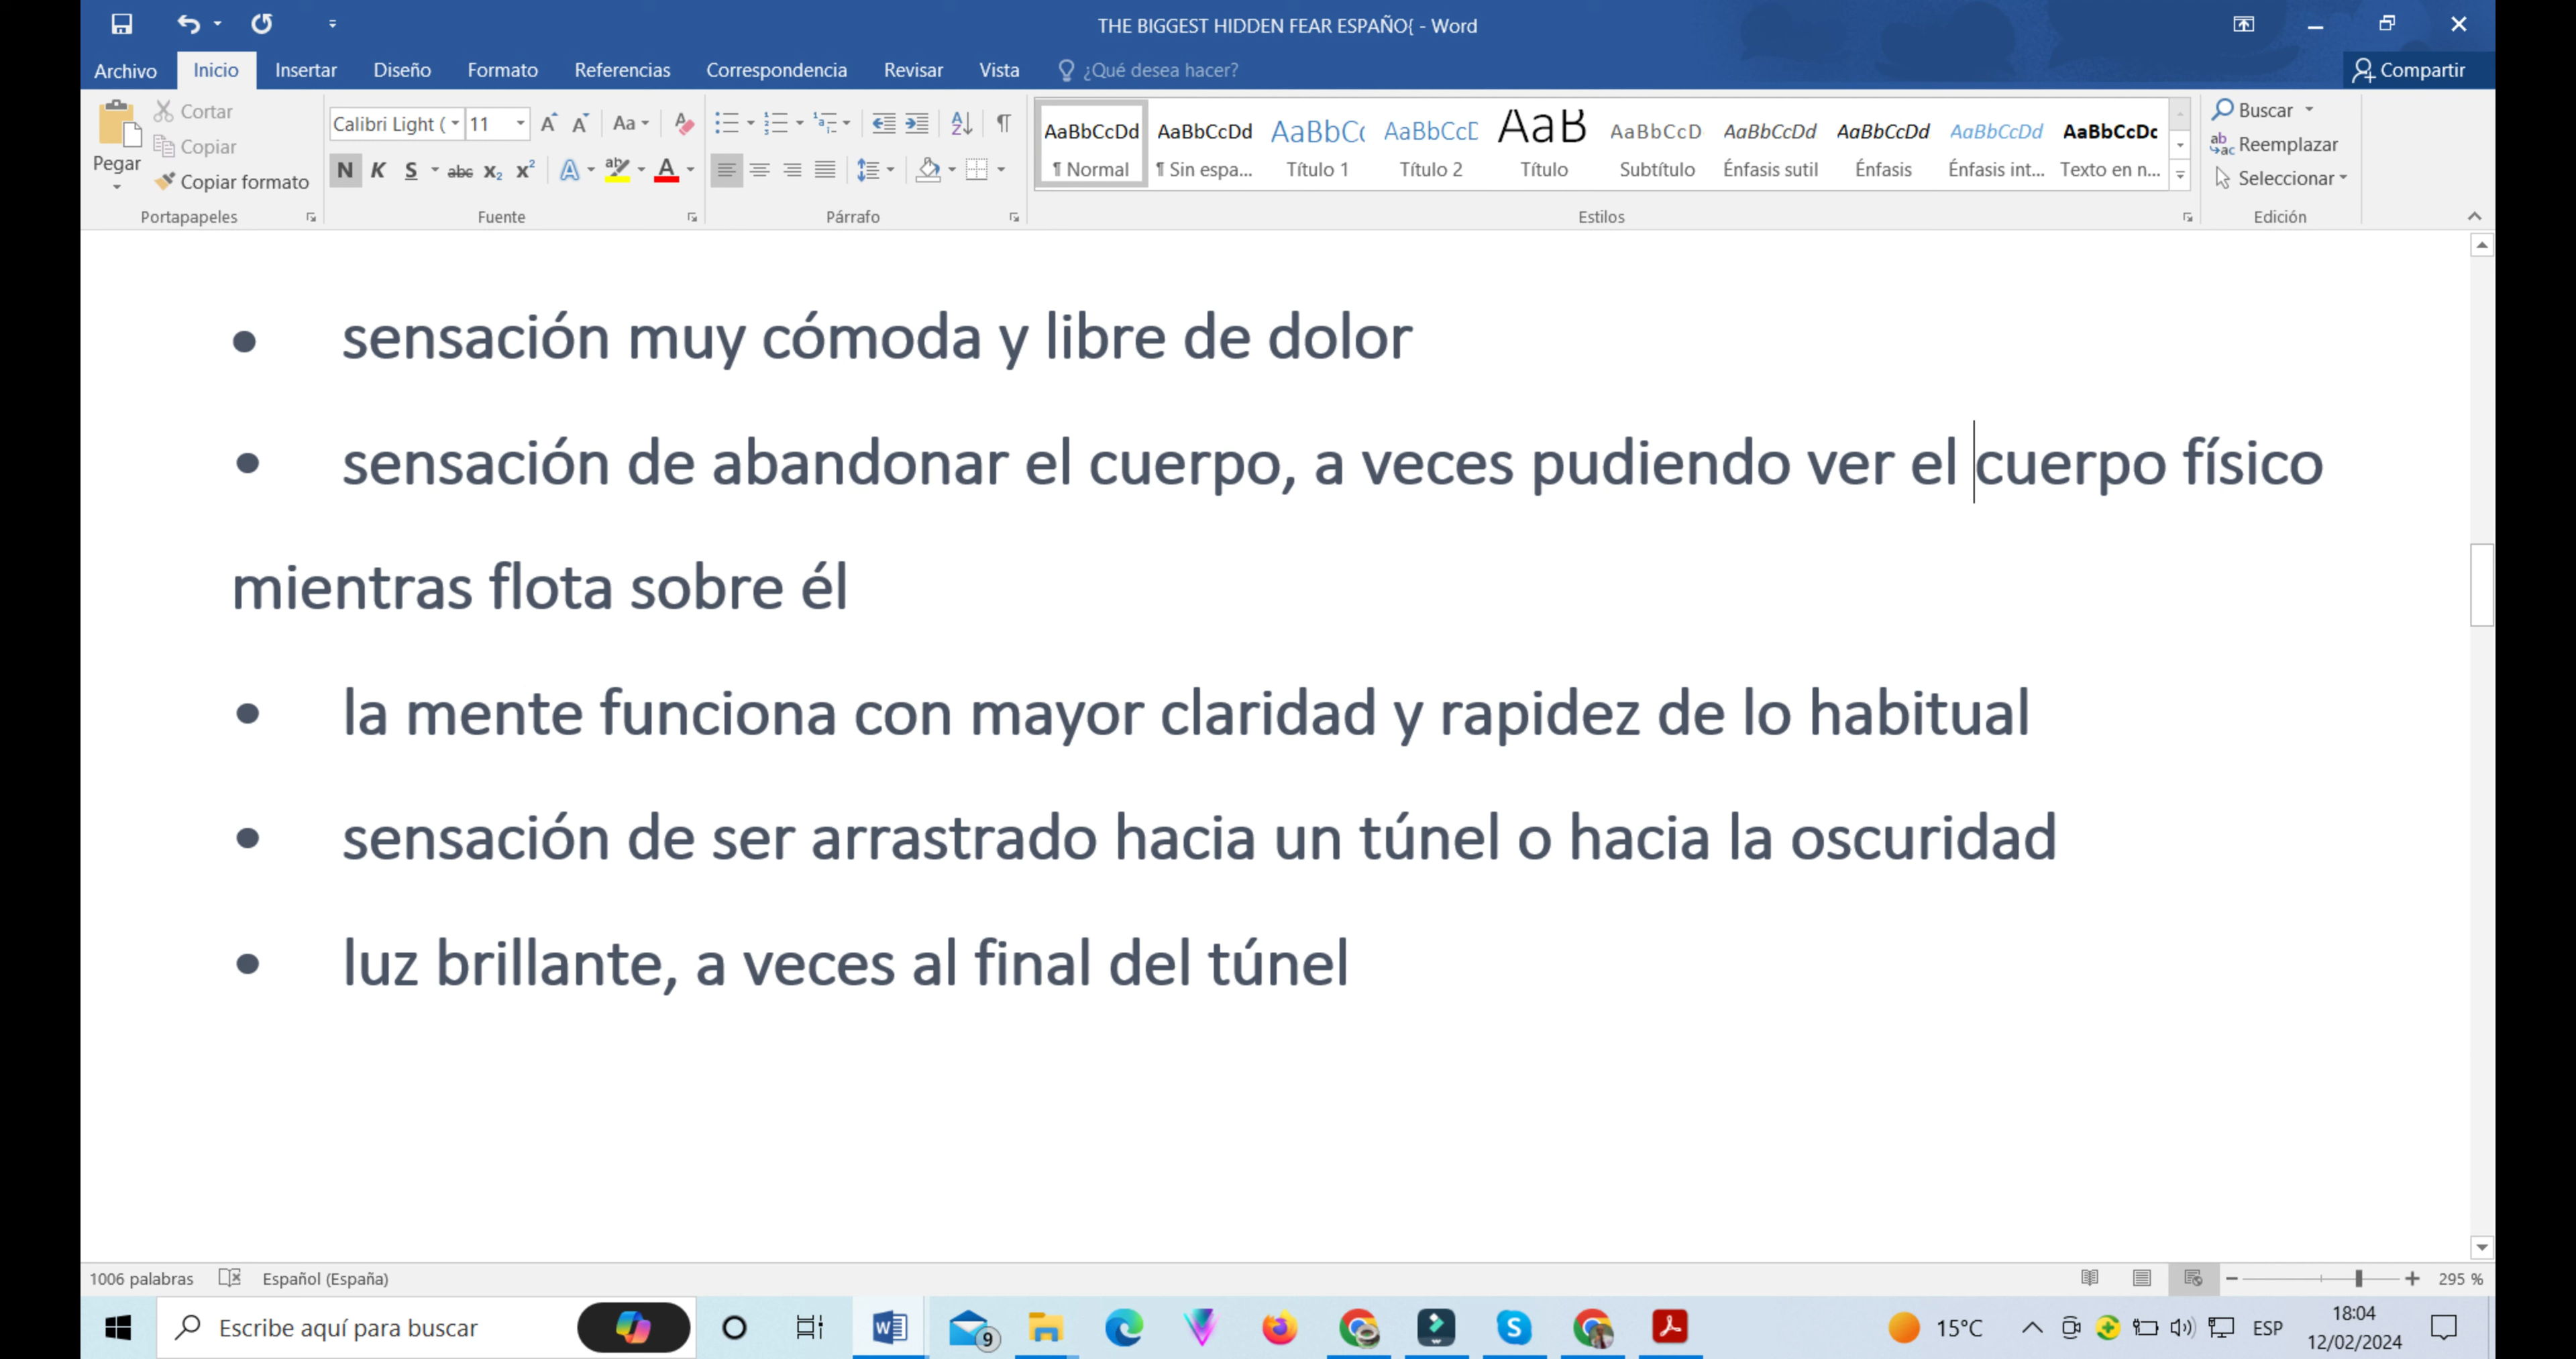 THE BIGGEST HIDDEN FEAR ESPAÑO{ - Word
Archivo Inicio Insertar Diseño Formato Referencias Correspondencia Revisar Vista ¿Qué desea hacer? Compartir
Pegar
Cortar
Copiar
Copiar formato
Portapapeles
Calibri Light ( 11
N K S abc x₂ x² A ab A
Fuente
Párrafo
AaBbCcDd AaBbCcDd AaBbC AaBbCcD AaB AaBbCcD AaBbCcDd AaBbCcDd AaBbCcDd AaBbCcDc
¶ Normal ¶ Sin espa... Título 1 Título 2 Título Subtítulo Énfasis sutil Énfasis Énfasis int... Texto en n...
Estilos
Buscar
Reemplazar
Seleccionar
Edición
• sensación muy cómoda y libre de dolor
• sensación de abandonar el cuerpo, a veces pudiendo ver el cuerpo físico
mientras flota sobre él
• la mente funciona con mayor claridad y rapidez de lo habitual
• sensación de ser arrastrado hacia un túnel o hacia la oscuridad
• luz brillante, a veces al final del túnel
1006 palabras Español (España) 295 %
Escribe aquí para buscar 9 15°C ESP 18:04
12/02/2024